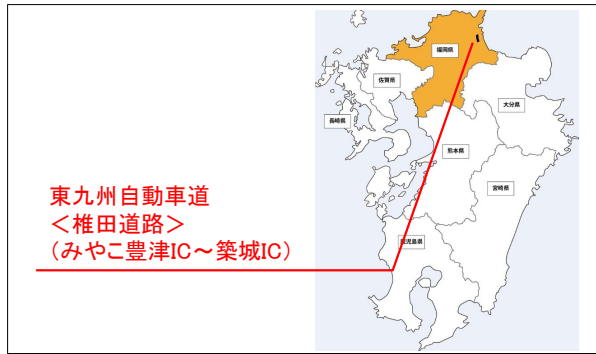 福岡県
佐賀県
大分県
長崎県
熊本県
宮崎県
東九州自動車道
＜椎田道路＞
（みやこ豊津IC～築城IC）
鹿児島県